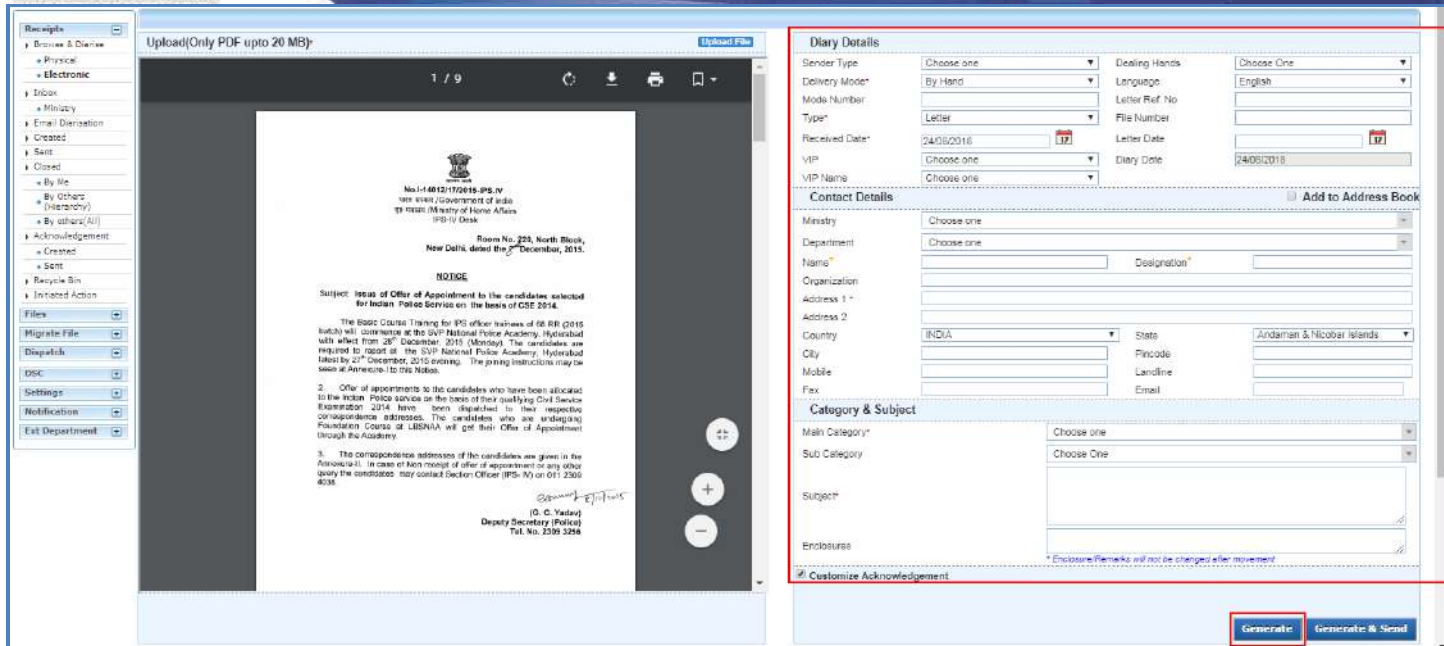 Receipts
Browse & Diarise
Physical
Electronic
Inbox
Ministry
Email Diarisation
Created
Sent
Closed
By Me
By Others
(Hierarchy)
By others(All)
Acknowledgement
Created
Sent
Recycle Bin
Initiated Action
Files
Migrate File
Dispatch
DSC
Settings
Notification
Ext Department
Upload(Only PDF upto 20 MB)*
Upload File
1 / 9
No.I-14012/17/2015-IPS.IV
भारत सरकार /Government of India
गृह मंत्रालय /Ministry of Home Affairs
IPS-IV Desk
Room No. 220, North Block,
New Delhi, dated the December, 2015.
NOTICE
Subject: Issue of Offer of Appointment to the candidates selected
for Indian Police Service on the basis of CSE 2014.
The Basic Course Training for IPS officer trainees of 68 RR (2015
batch) will commence at the SVP National Police Academy, Hyderabad
with effect from 28th December, 2015 (Monday). The candidates are
required to report at the SVP National Police Academy, Hyderabad
latest by 27th December, 2015 evening. The joining instructions may be
seen at Annexure-I to this Notice.
2. Offer of appointments to the candidates who have been allocated
to the Indian Police service on the basis of their qualifying Civil Service
Examination 2014 have been dispatched to their respective
correspondence addresses. The candidates who are undergoing
Foundation Course at LBSNAA will get their Offer of Appointment
through the Academy.
3. The correspondence addresses of the candidates are given in the
Annexure-II. In case of Non receipt of offer of appointment or any other
query the candidates may contact Section Officer (IPS- IV) on 011 2309
4038.
(G. C. Yadav)
Deputy Secretary (Police)
Tel. No. 2309 3256
Diary Details
Sender Type Choose one Dealing Hands Choose One
Delivery Mode* By Hand Language English
Mode Number Letter Ref. No
Type* Letter File Number
Received Date* 24/06/2016 17 Letter Date 17
VIP Choose one Diary Date 24/06/2016
VIP Name Choose one
Contact Details Add to Address Book
Ministry Choose one
Department Choose one
Name* Designation*
Organization
Address 1 *
Address 2
Country INDIA State Andaman & Nicobar Islands
City Pincode
Mobile Landline
Fax Email
Category & Subject
Main Category* Choose one
Sub Category Choose One
Subject*
Enclosures
* Enclosure/Remarks will not be changed after movement
Customize Acknowledgement
Generate Generate & Send